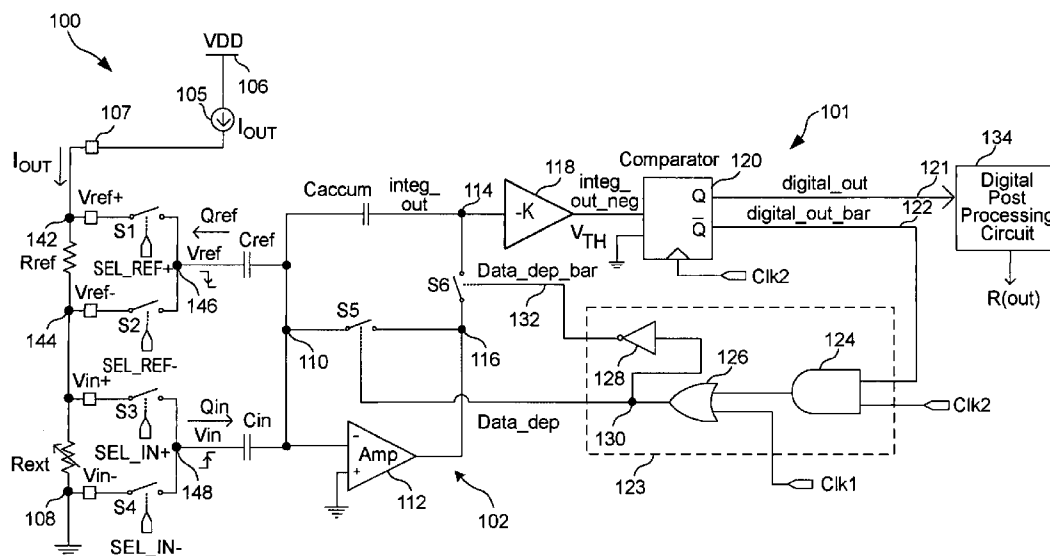 100
VDD
106
105
IOUT
107
IOUT
101
134
118
Comparator
120
121
Caccum
integ_
out
114
-K
integ_
out_neg
Q
digital_out
Digital
Post
Processing
Circuit
Vref+
S1
Qref
Cref
VTH
Q
digital_out_bar
122
142
Rref
SEL_REF+
Vref
146
S6
Data_dep_bar
Clk2
R(out)
Vref-
S2
S5
132
144
SEL_REF-
110
116
128
126
124
Vin+
S3
Qin
Cin
Data_dep
130
Clk2
SEL_IN+
Vin
-
Amp
+
112
102
123
Clk1
Rext
Vin-
148
108
S4
SEL_IN-